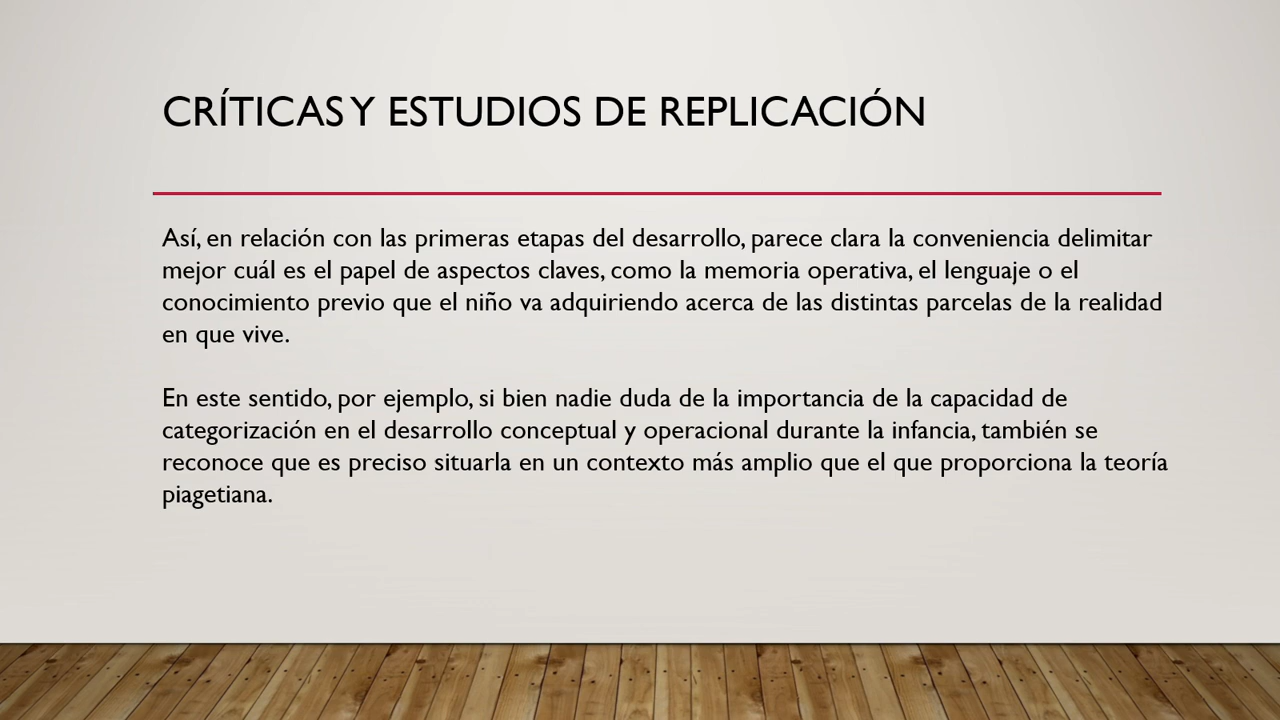 CRÍTICAS Y ESTUDIOS DE REPLICACIÓN
Así, en relación con las primeras etapas del desarrollo, parece clara la conveniencia delimitar
mejor cuál es el papel de aspectos claves, como la memoria operativa, el lenguaje o el
conocimiento previo que el niño va adquiriendo acerca de las distintas parcelas de la realidad
en que vive.
En este sentido, por ejemplo, si bien nadie duda de la importancia de la capacidad de
categorización en el desarrollo conceptual y operacional durante la infancia, también se
reconoce que es preciso situarla en un contexto más amplio que el que proporciona la teoría
piagetiana.